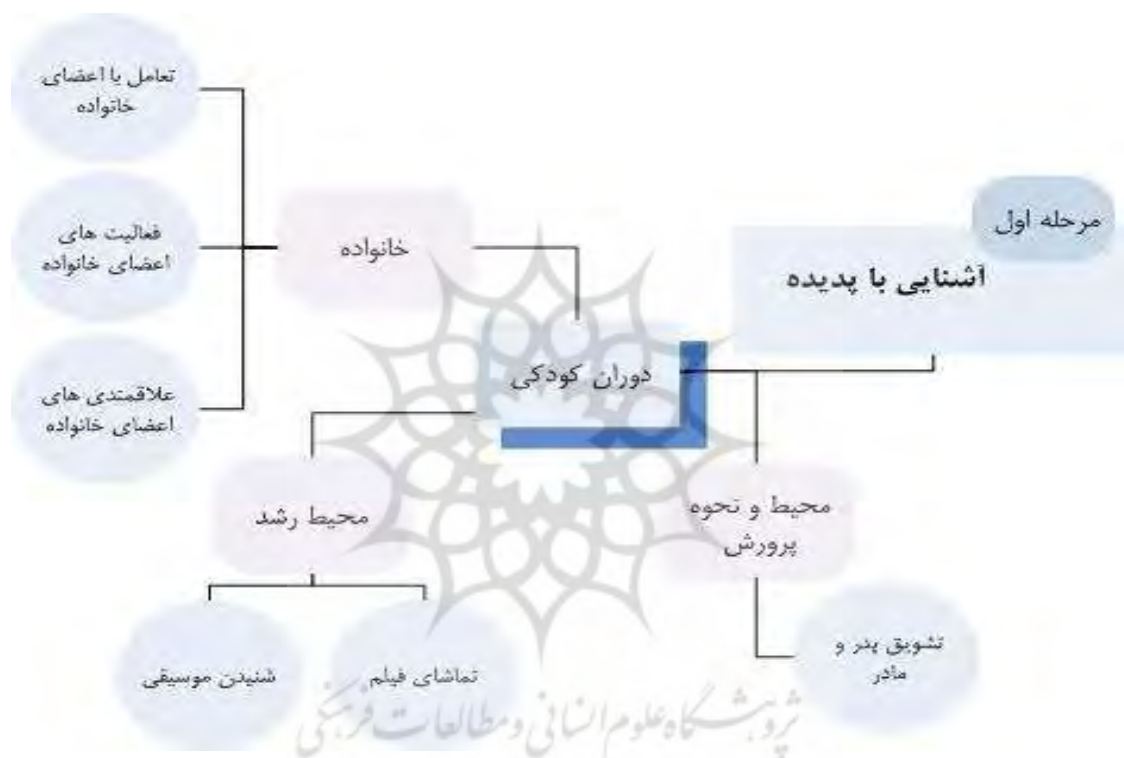 مرحله اول
آشنایی با پدیده
دوران کودکی
خانواده
تعامل با اعضای
خانواده
فعالیت های
اعضای خانواده
علاقمندی های
اعضای خانواده
محیط و نحوه
پرورش
تشویق پدر و
مادر
محیط رشد
تماشای فیلم
شنیدن موسیقی
پژوهشگاه علوم انسانی و مطالعات فرهنگی